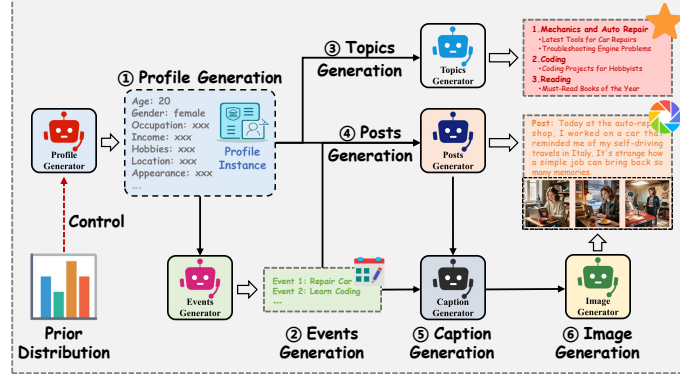 ③ Topics
Generation
Topics
Generator
1.Mechanics and Auto Repair
•Latest Tools for Car Repairs
•Troubleshooting Engine Problems
2.Coding
•Coding Projects for Hobbyists
3.Reading
•Must-Read Books of the Year
① Profile Generation
Profile
Generator
Age: 20
Gender: female
Occupation: xxx
Income: xxx
Hobbies: xxx
Location: xxx
Appearance: xxx
....
Profile
Instance
④ Posts
Generation
Posts
Generator
Post: Today at the auto-repair
shop, I worked on a car that
reminded me of my self-driving
travels in Italy. It's strange how
a simple job can bring back so
many memories.
Control
Prior
Distribution
Events
Generator
Event 1: Repair Car
Event 2: Learn Coding
...
② Events
Generation
Caption
Generator
⑤ Caption
Generation
Image
Generator
⑥ Image
Generation